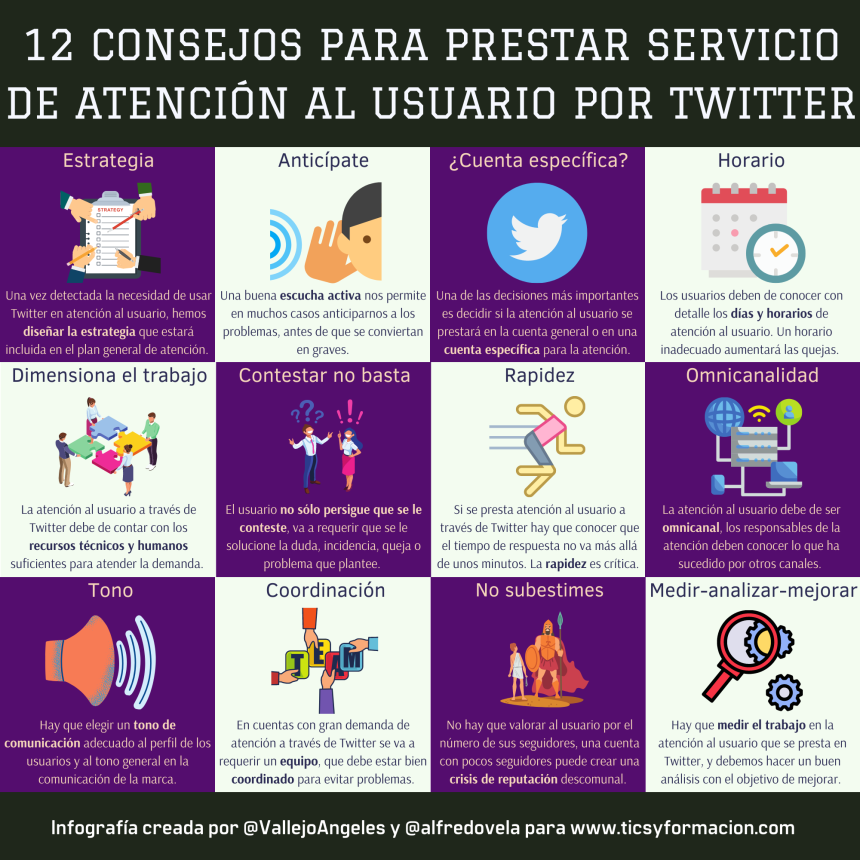 12 CONSEJOS PARA PRESTAR SERVICIO
DE ATENCIÓN AL USUARIO POR TWITTER
Estrategia
STRATEGY
Una vez detectada la necesidad de usar
Twitter en atención al usuario, hemos
diseñar la estrategia que estará
incluida en el plan general de atención.
Anticípate
Una buena escucha activa nos permite
en muchos casos anticiparnos a los
problemas, antes de que se conviertan
en graves.
¿Cuenta específica?
Una de las decisiones más importantes
es decidir si la atención al usuario se
prestará en la cuenta general o en una
cuenta específica para la atención.
Horario
Los usuarios deben de conocer con
detalle los días y horarios de
atención al usuario. Un horario
inadecuado aumentará las quejas.
Dimensiona el trabajo
La atención al usuario a través de
Twitter debe de contar con los
recursos técnicos y humanos
suficientes para atender la demanda.
Contestar no basta
???
!!!
El usuario no sólo persigue que se le
conteste, va a requerir que se le
solucione la duda, incidencia, queja o
problema que plantee.
Rapidez
Si se presta atención al usuario a
través de Twitter hay que conocer que
el tiempo de respuesta no va más allá
de unos minutos. La rapidez es crítica.
Omnicanalidad
La atención al usuario debe de ser
omnicanal, los responsables de la
atención deben conocer lo que ha
sucedido por otros canales.
Tono
Hay que elegir un tono de
comunicación adecuado al perfil de los
usuarios y al tono general en la
comunicación de la marca.
Coordinación
TEAM
En cuentas con gran demanda de
atención a través de Twitter se va a
requerir un equipo, que debe estar bien
coordinado para evitar problemas.
No subestimes
No hay que valorar al usuario por el
número de sus seguidores, una cuenta
con pocos seguidores puede crear una
crisis de reputación descomunal.
Medir-analizar-mejorar
Hay que medir el trabajo en la
atención al usuario que se presta en
Twitter, y debemos hacer un buen
análisis con el objetivo de mejorar.
Infografía creada por @VallejoAngeles y @alfredovela para www.ticsyformacion.com